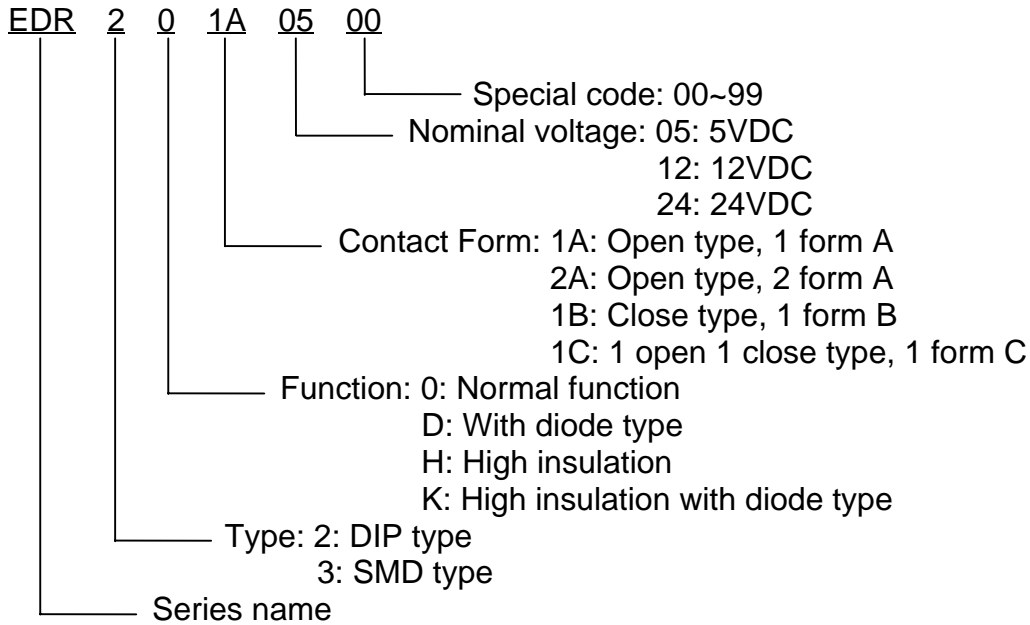 EDR 2 0 1A 05 00
Special code: 00~99
Nominal voltage: 05: 5VDC
12: 12VDC
24: 24VDC
Contact Form: 1A: Open type, 1 form A
2A: Open type, 2 form A
1B: Close type, 1 form B
1C: 1 open 1 close type, 1 form C
Function: 0: Normal function
D: With diode type
H: High insulation
K: High insulation with diode type
Type: 2: DIP type
3: SMD type
Series name